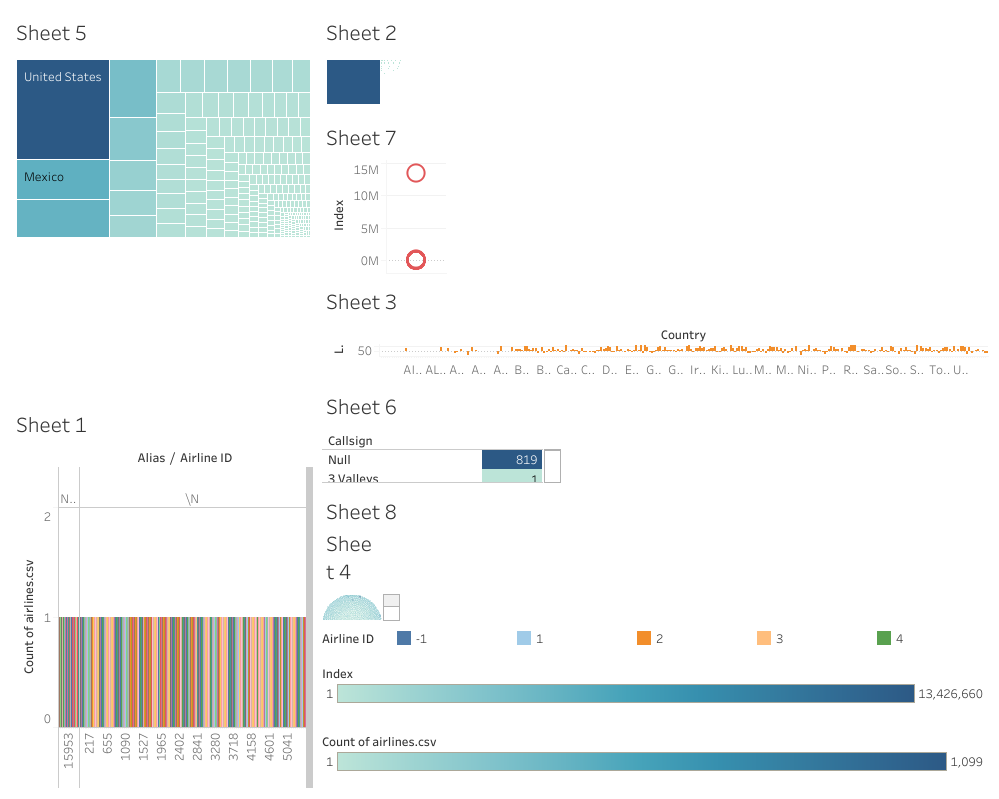 Sheet 5
United States
Mexico
Sheet 2
Sheet 7
15M
10M
5M
0M
Index
Sheet 3
Country
L..
50
Al.. AL.. A.. A.. A.. B.. B.. Ca.. C.. D.. E.. G.. G.. Ir.. Ki.. Lu.. M.. M.. Ni.. P.. R.. Sa.. So.. S.. To.. U..
Sheet 1
Alias / Airline ID
N.. \N
2
1
0
Count of airlines.csv
15953 217 655 1090 1527 1965 2402 2841 3280 3718 4158 4601 5041
Sheet 6
Callsign
Null 819
3 Valleys 1
Sheet 8
Shee
t 4
Airline ID -1 1 2 3 4
Index
1 13,426,660
Count of airlines.csv
1 1,099